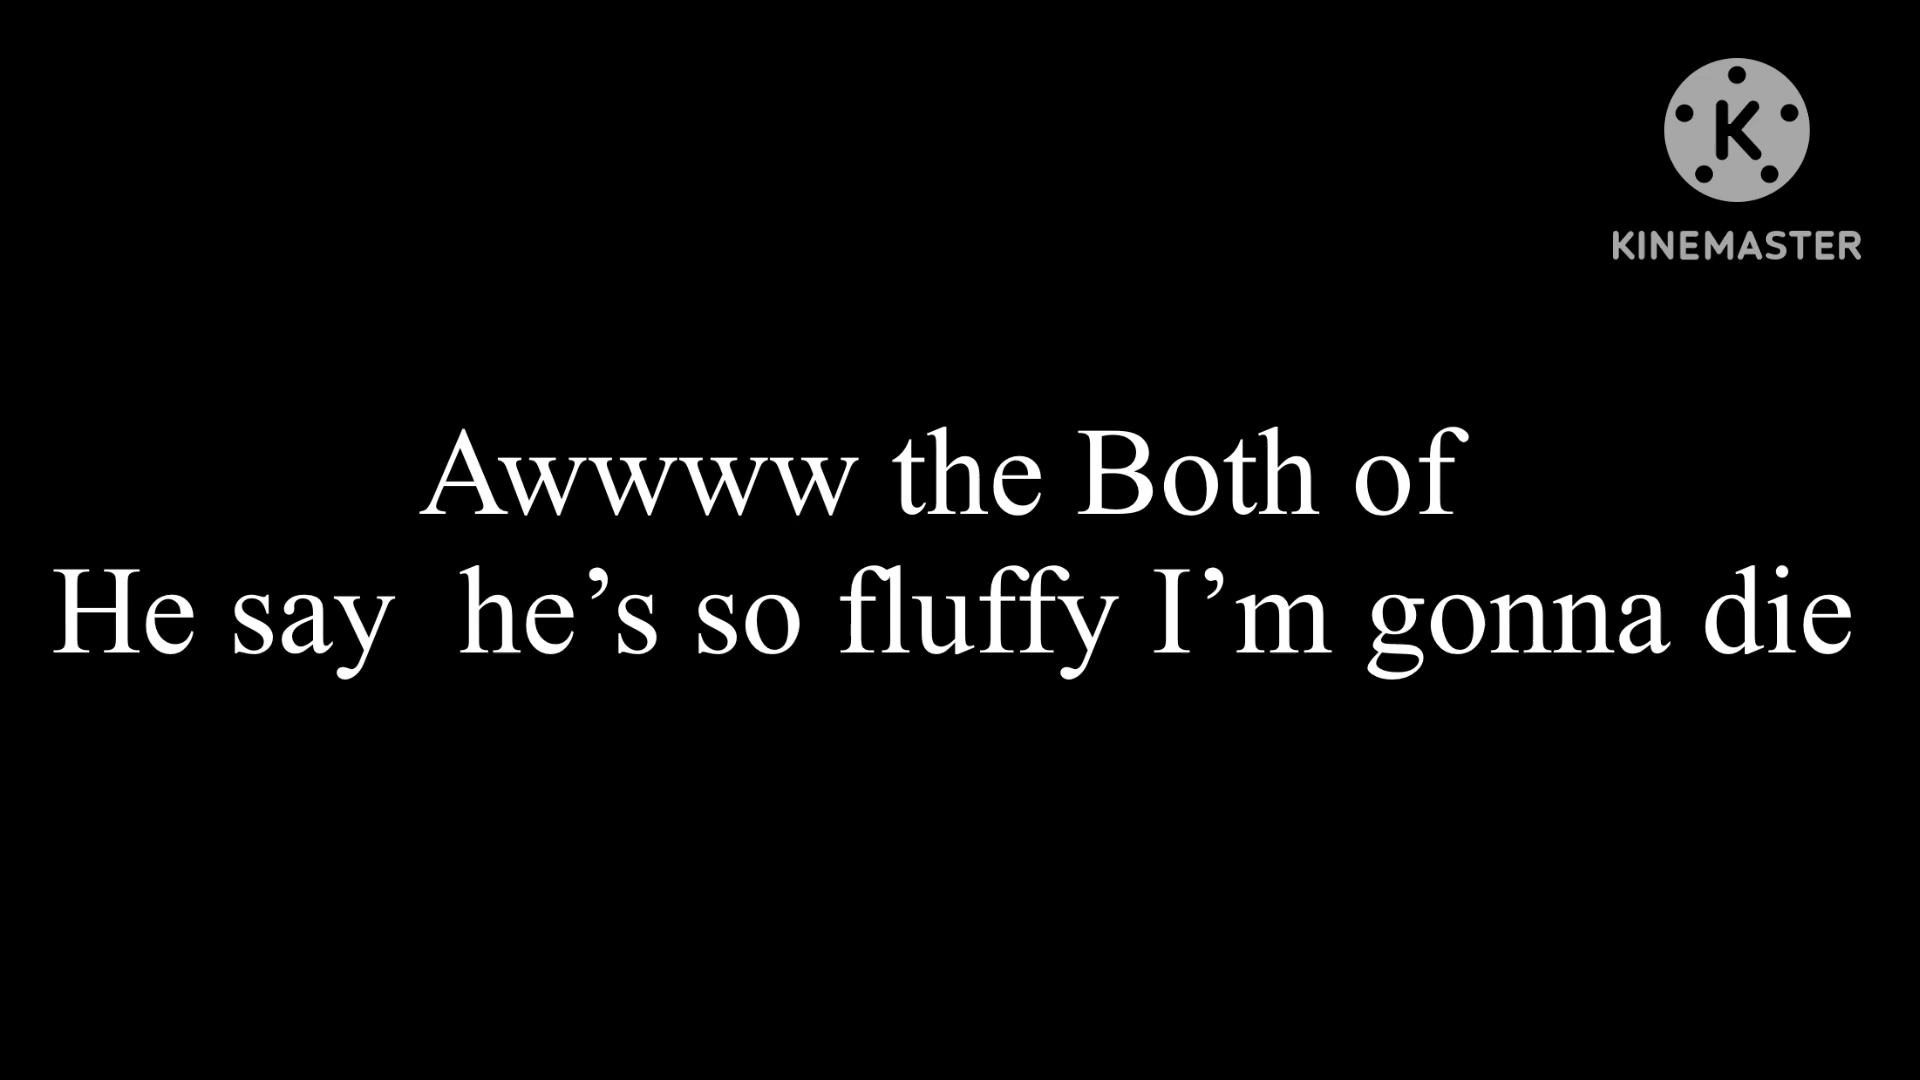 K
KINEMASTER
Awwww the Both of
He say  he’s so fluffy I’m gonna die